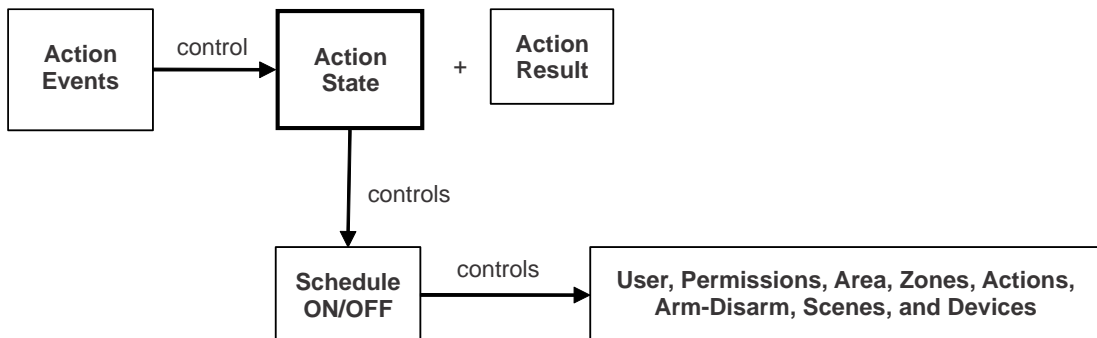 Action
Events
control
Action
State
+
Action
Result
controls
Schedule
ON/OFF
controls
User, Permissions, Area, Zones, Actions,
Arm-Disarm, Scenes, and Devices